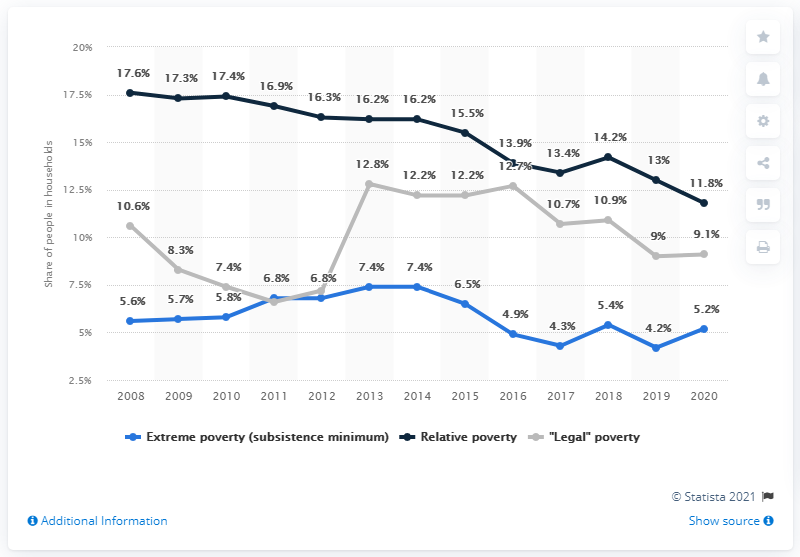 20%
17.5%
15%
12.5%
10%
7.5%
5%
2.5%
Share of people in households
17.6% 17.3% 17.4% 16.9% 16.3% 16.2% 16.2% 15.5% 13.9% 13.4% 14.2% 13% 11.8%
10.6% 8.3% 7.4% 12.8% 12.2% 12.2% 12.7% 10.7% 10.9% 9% 9.1%
5.6% 5.7% 5.8% 6.8% 6.8% 7.4% 7.4% 6.5% 4.9% 4.3% 5.4% 4.2% 5.2%
2008 2009 2010 2011 2012 2013 2014 2015 2016 2017 2018 2019 2020
Extreme poverty (subsistence minimum) Relative poverty "Legal" poverty
© Statista 2021
Additional Information Show source